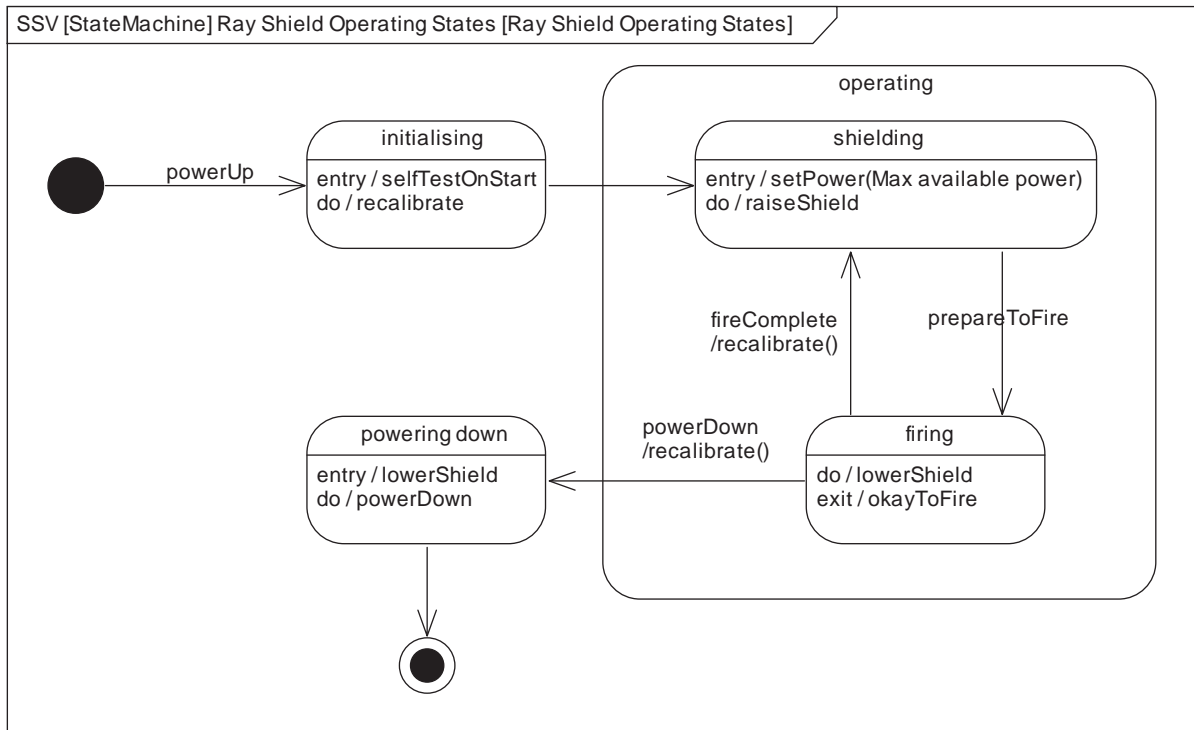 SSV [StateMachine] Ray Shield Operating States [Ray Shield Operating States]
operating
initialising
entry / selfTestOnStart
do / recalibrate
shielding
entry / setPower(Max available power)
do / raiseShield
powerUp
fireComplete
/recalibrate()
prepareToFire
powering down
entry / lowerShield
do / powerDown
powerDown
/recalibrate()
firing
do / lowerShield
exit / okayToFire